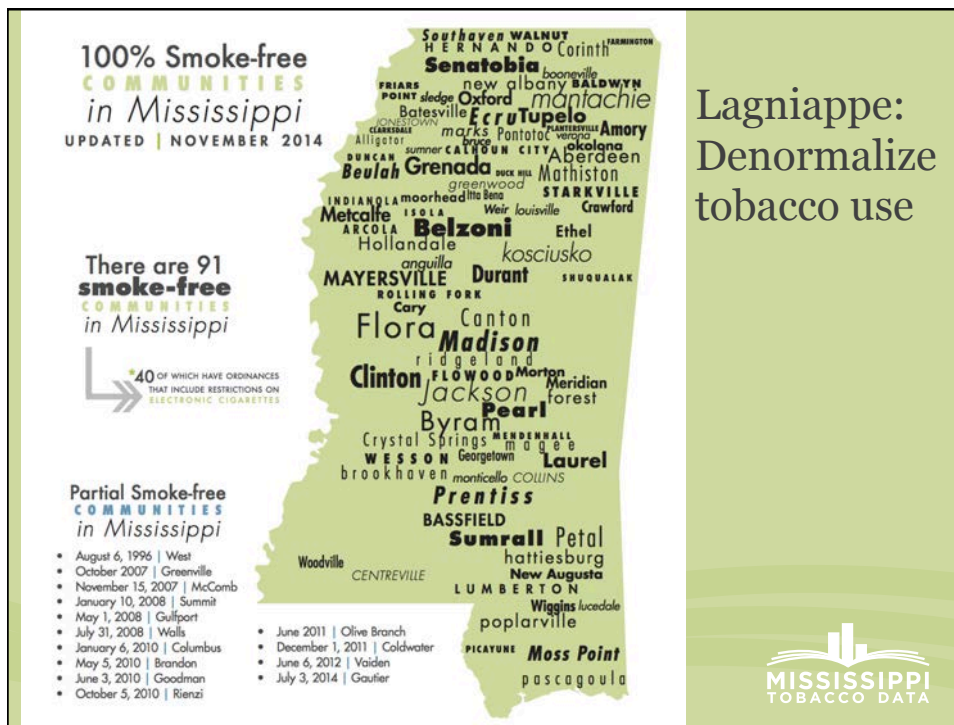 100% Smoke-free
COMMUNITIES
in Mississippi
UPDATED | NOVEMBER 2014
There are 91
smoke-free
COMMUNITIES
in Mississippi
*40 OF WHICH HAVE ORDINANCES
THAT INCLUDE RESTRICTIONS ON
ELECTRONIC CIGARETTES
Partial Smoke-free
COMMUNITIES
in Mississippi
• August 6, 1996 | West
• October 2007 | Greenville
• November 15, 2007 | McComb
• January 10, 2008 | Summit
• May 1, 2008 | Gulfport
• July 31, 2008 | Walls
• January 6, 2010 | Columbus
• May 5, 2010 | Brandon
• June 3, 2010 | Goodman
• October 5, 2010 | Rienzi
• June 2011 | Olive Branch
• December 1, 2011 | Coldwater
• June 6, 2012 | Vaiden
• July 3, 2014 | Gautier
Southaven WALNUT
HERNANDO Corinth FARMINGTON
Senatobia booneville
FRIARS POINT new albany BALDWYN
sledge Oxford mantachie
Batesville Ecru Tupelo
JONESTOWN
CLARKSDALE marks Pontotoc PLANTERSVILLE verona Amory
Alligator bruce okolona
sumner CALHOUN CITY Aberdeen
DUNCAN
Beulah Grenada DUCK HILL Mathiston
greenwood STARKVILLE
INDIANOLA moorhead Itta Bena
Metcalfe ISOLA Weir louisville Crawford
ARCOLA Belzoni Ethel
Hollandale kosciusko
anguilla
MAYERSVILLE Durant SHUQUALAK
ROLLING FORK
Cary
Flora Canton
Madison
ridgeland
Clinton FLOWOOD Morton
Jackson Meridian
forest
Pearl
Byram
Crystal Springs MENDENHALL
magee
WESSON Georgetown Laurel
brookhaven monticello COLLINS
Prentiss
BASSFIELD
Sumrall Petal
Woodville hattiesburg
CENTREVILLE New Augusta
LUMBERTON
Wiggins lucedale
poplarville
PICAYUNE Moss Point
pascagoula
Lagniappe:
Denormalize
tobacco use
MISSISSIPPI
TOBACCO DATA